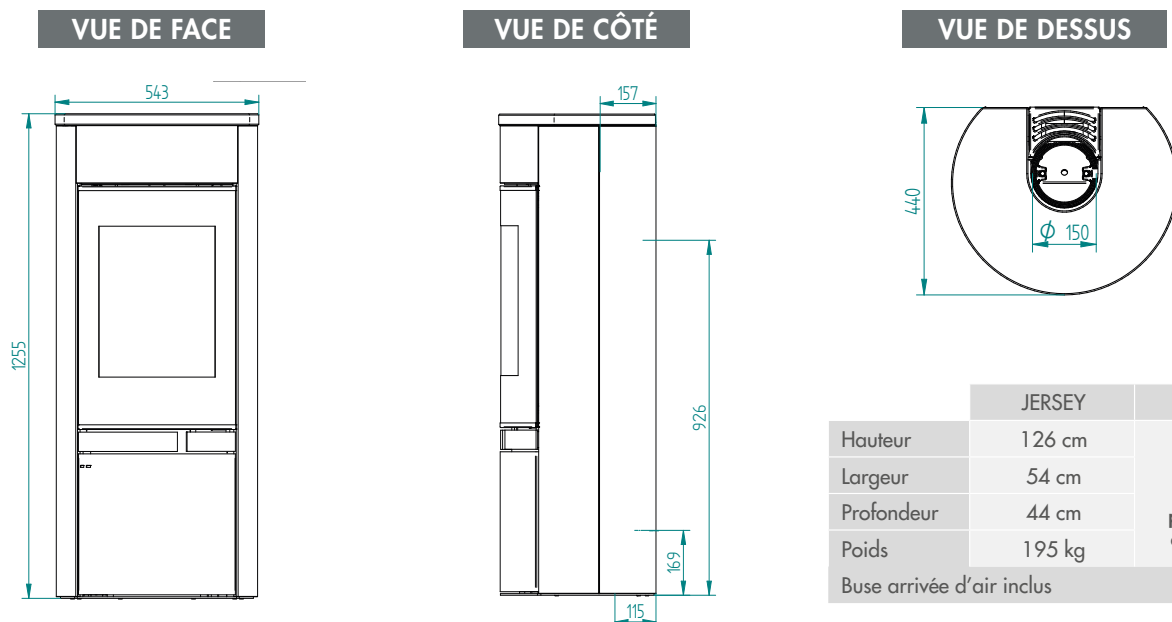 VUE DE FACE
VUE DE CÔTÉ
VUE DE DESSUS
543
1255
157
926
169
115
440
Ø 150
JERSEY
Hauteur 126 cm
Largeur 54 cm
Profondeur 44 cm
Poids 195 kg
Buse arrivée d'air inclus